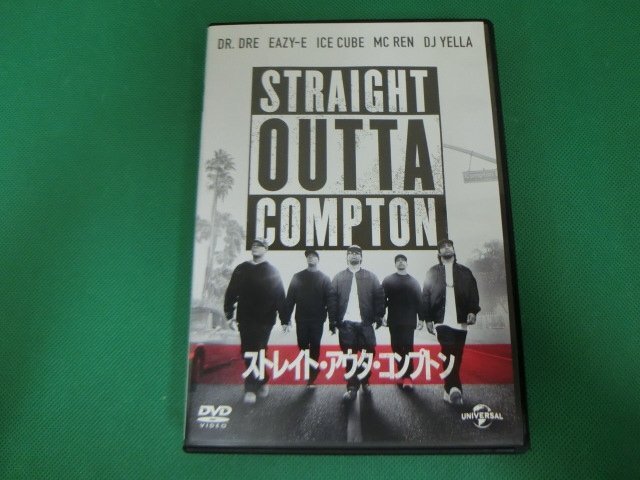 DR. DRE EAZY-E ICE CUBE MC REN DJ YELLA
STRAIGHT
OUTTA
COMPTON
ストレイト・アウタ・コンプトン
DVD
VIDEO
UNIVERSAL